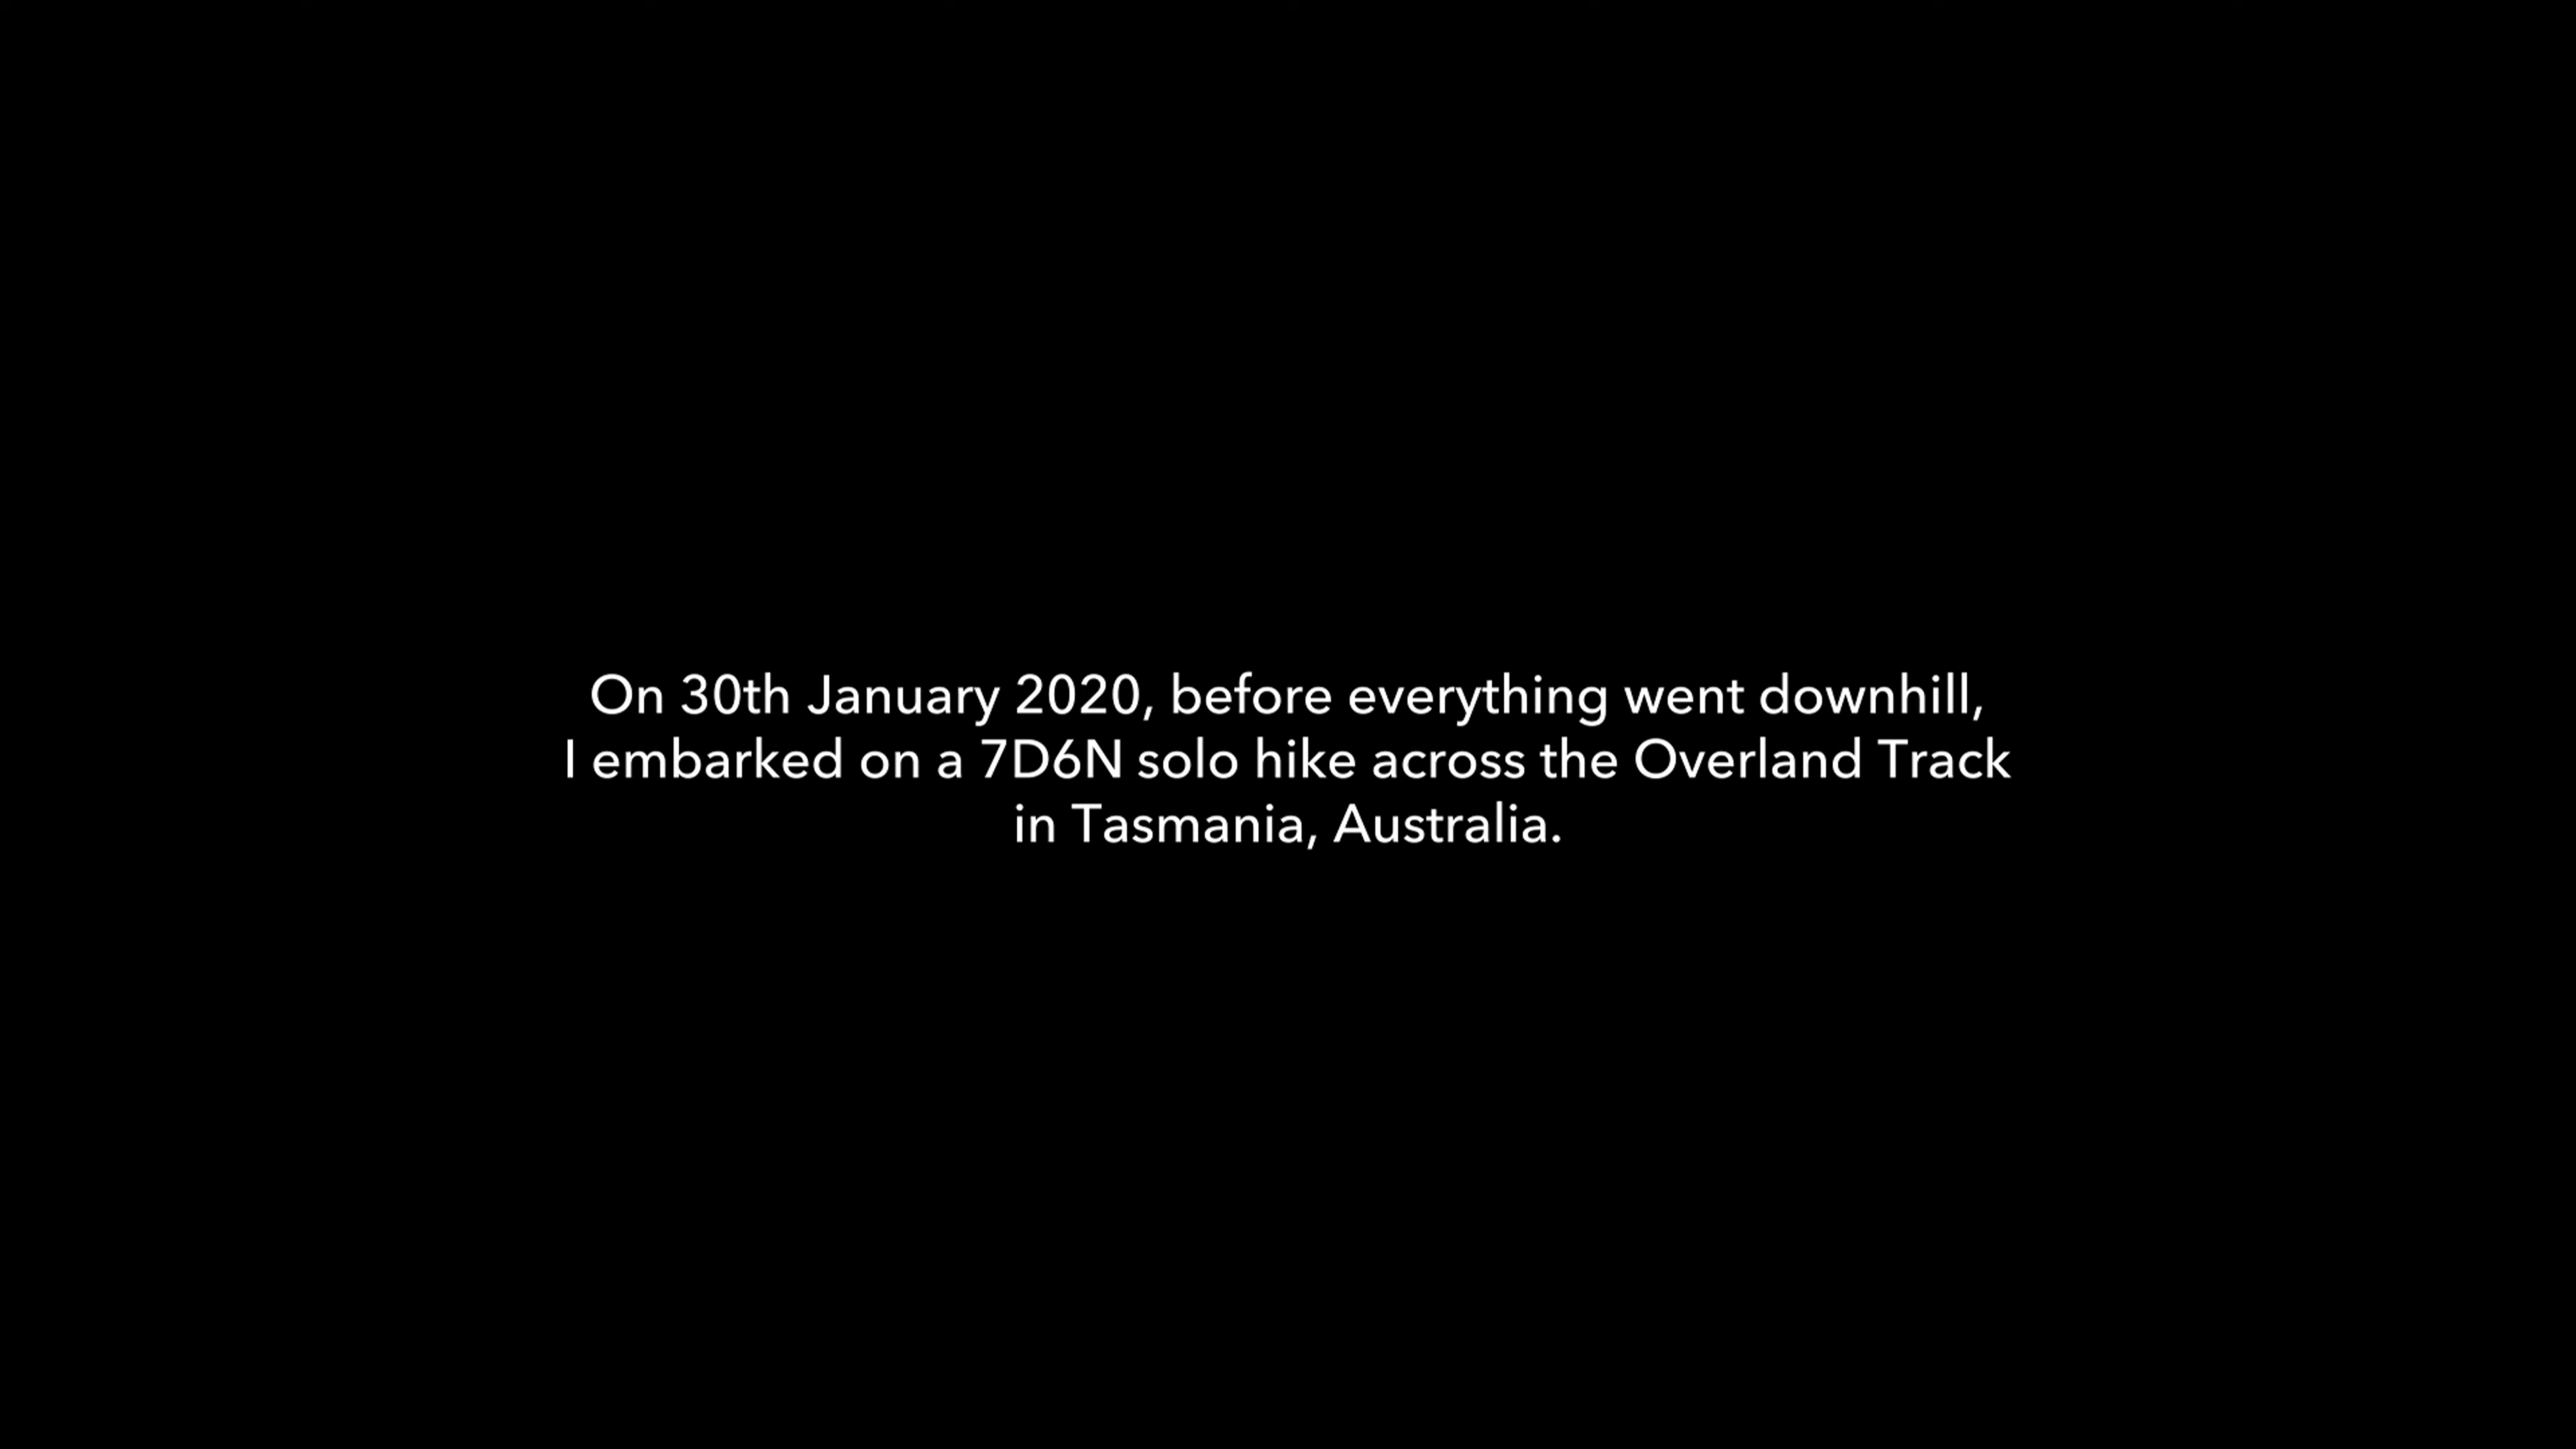 On 30th January 2020, before everything went downhill,
I embarked on a 7D6N solo hike across the Overland Track
in Tasmania, Australia.